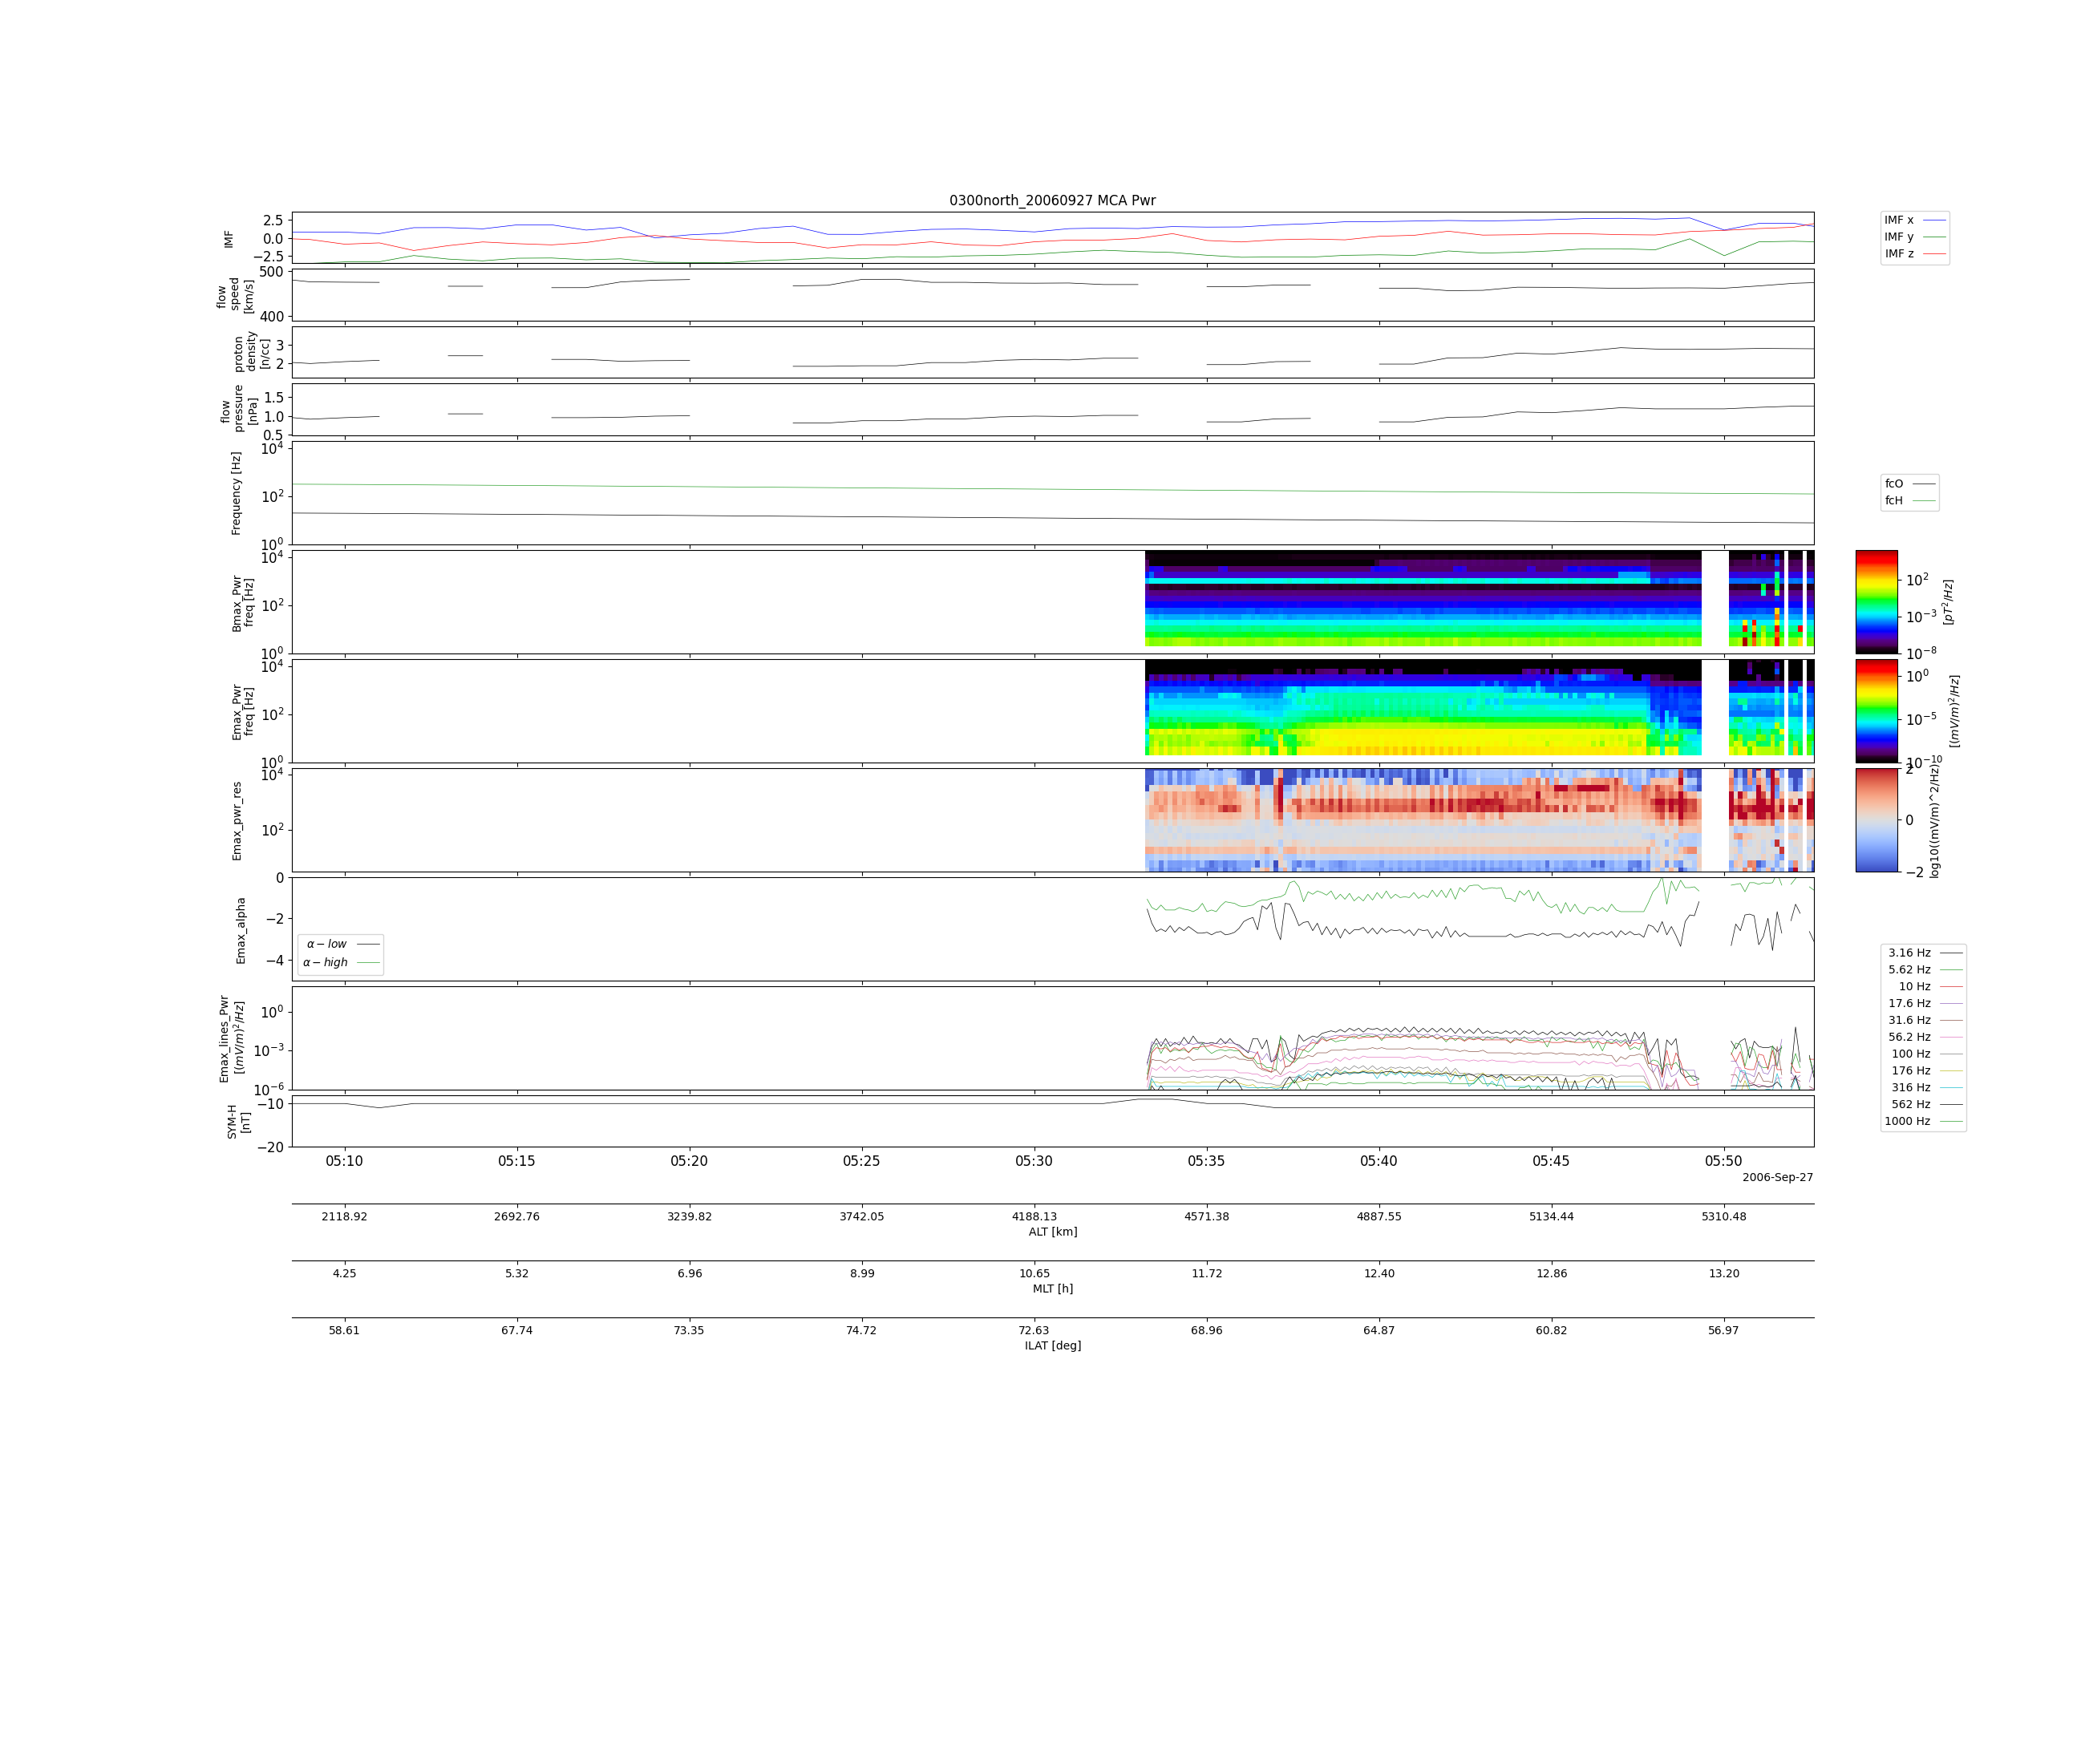 0300north_20060927 MCA Pwr
IMF
2.5
0.0
−2.5
IMF x
IMF y
IMF z
flow
speed
[km/s]
500
400
proton
density
[n/cc]
3
2
flow
pressure
[nPa]
1.5
1.0
0.5
Frequency [Hz]
10^4
10^2
10^0
fcO
fcH
Bmax_Pwr
freq [Hz]
10^4
10^2
10^0
10^2
10^−3
10^−8
[pT^2/Hz]
Emax_Pwr
freq [Hz]
10^4
10^2
10^0
10^0
10^−5
10^−10
[(mV/m)^2/Hz]
Emax_pwr_res
10^4
10^2
2
0
−2
log10((mV/m)^2/Hz)
Emax_alpha
0
−2
−4
α − low
α − high
Emax_lines_Pwr
[(mV/m)^2/Hz]
10^0
10^−3
10^−6
3.16 Hz
5.62 Hz
10 Hz
17.6 Hz
31.6 Hz
56.2 Hz
100 Hz
176 Hz
316 Hz
562 Hz
1000 Hz
SYM-H
[nT]
−10
−20
05:10 05:15 05:20 05:25 05:30 05:35 05:40 05:45 05:50
2006-Sep-27
2118.92 2692.76 3239.82 3742.05 4188.13 4571.38 4887.55 5134.44 5310.48
ALT [km]
4.25 5.32 6.96 8.99 10.65 11.72 12.40 12.86 13.20
MLT [h]
58.61 67.74 73.35 74.72 72.63 68.96 64.87 60.82 56.97
ILAT [deg]